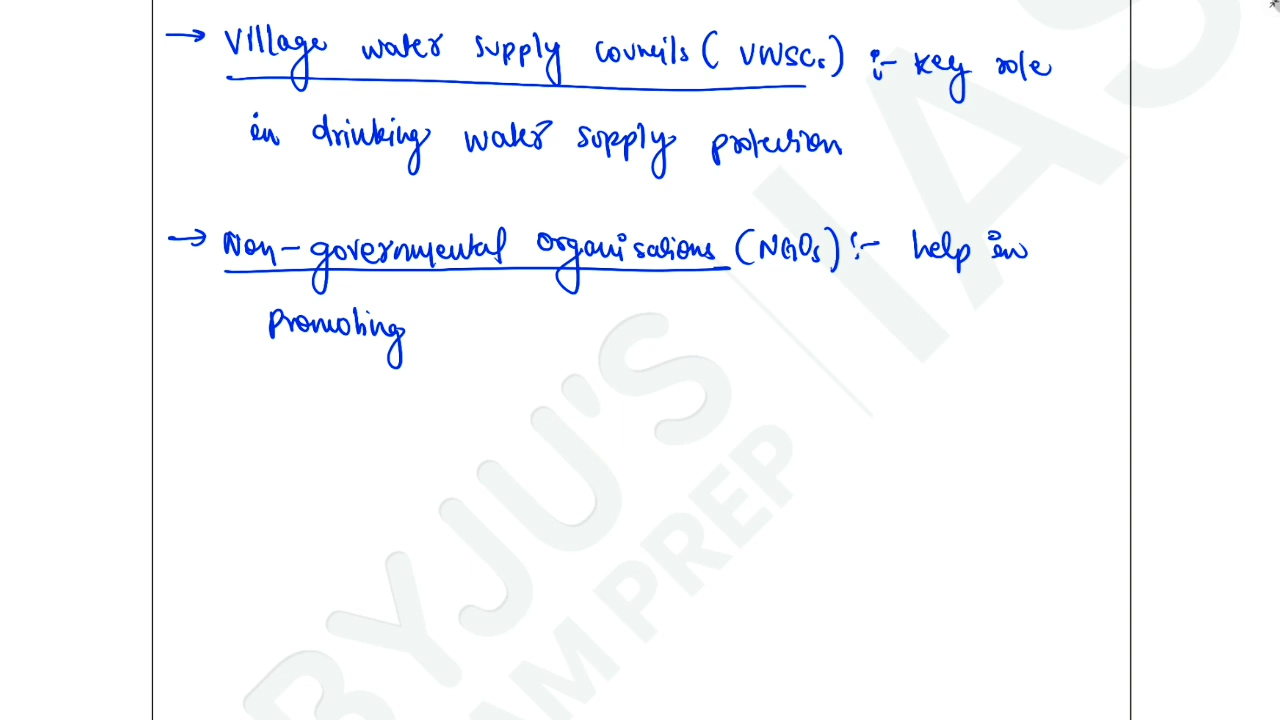 → Village water supply councils (VWSCs) :- key role
in drinking water supply protection
→ Non-governmental organisations (NGOs) :- help in
promoting
BYJU'S IAS
EXAM PREP